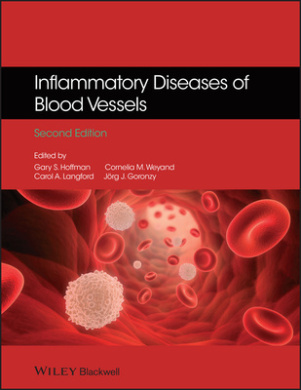 Inflammatory Diseases of
Blood Vessels
Second Edition
Edited by
Gary S. Hoffman Cornelia M. Weyand
Carol A. Langford Jörg J. Goronzy
WILEY Blackwell